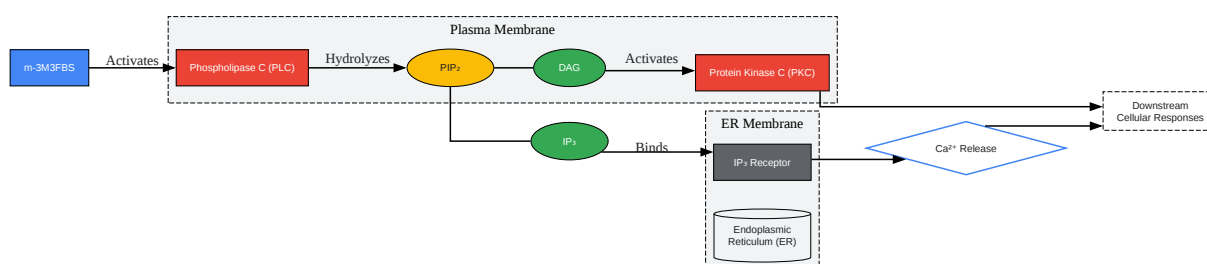 Plasma Membrane
m-3M3FBS
Activates
Phospholipase C (PLC)
Hydrolyzes
PIP₂
DAG
Activates
Protein Kinase C (PKC)
Downstream
Cellular Responses
IP₃
Binds
ER Membrane
IP₃ Receptor
Ca²⁺ Release
Endoplasmic
Reticulum (ER)